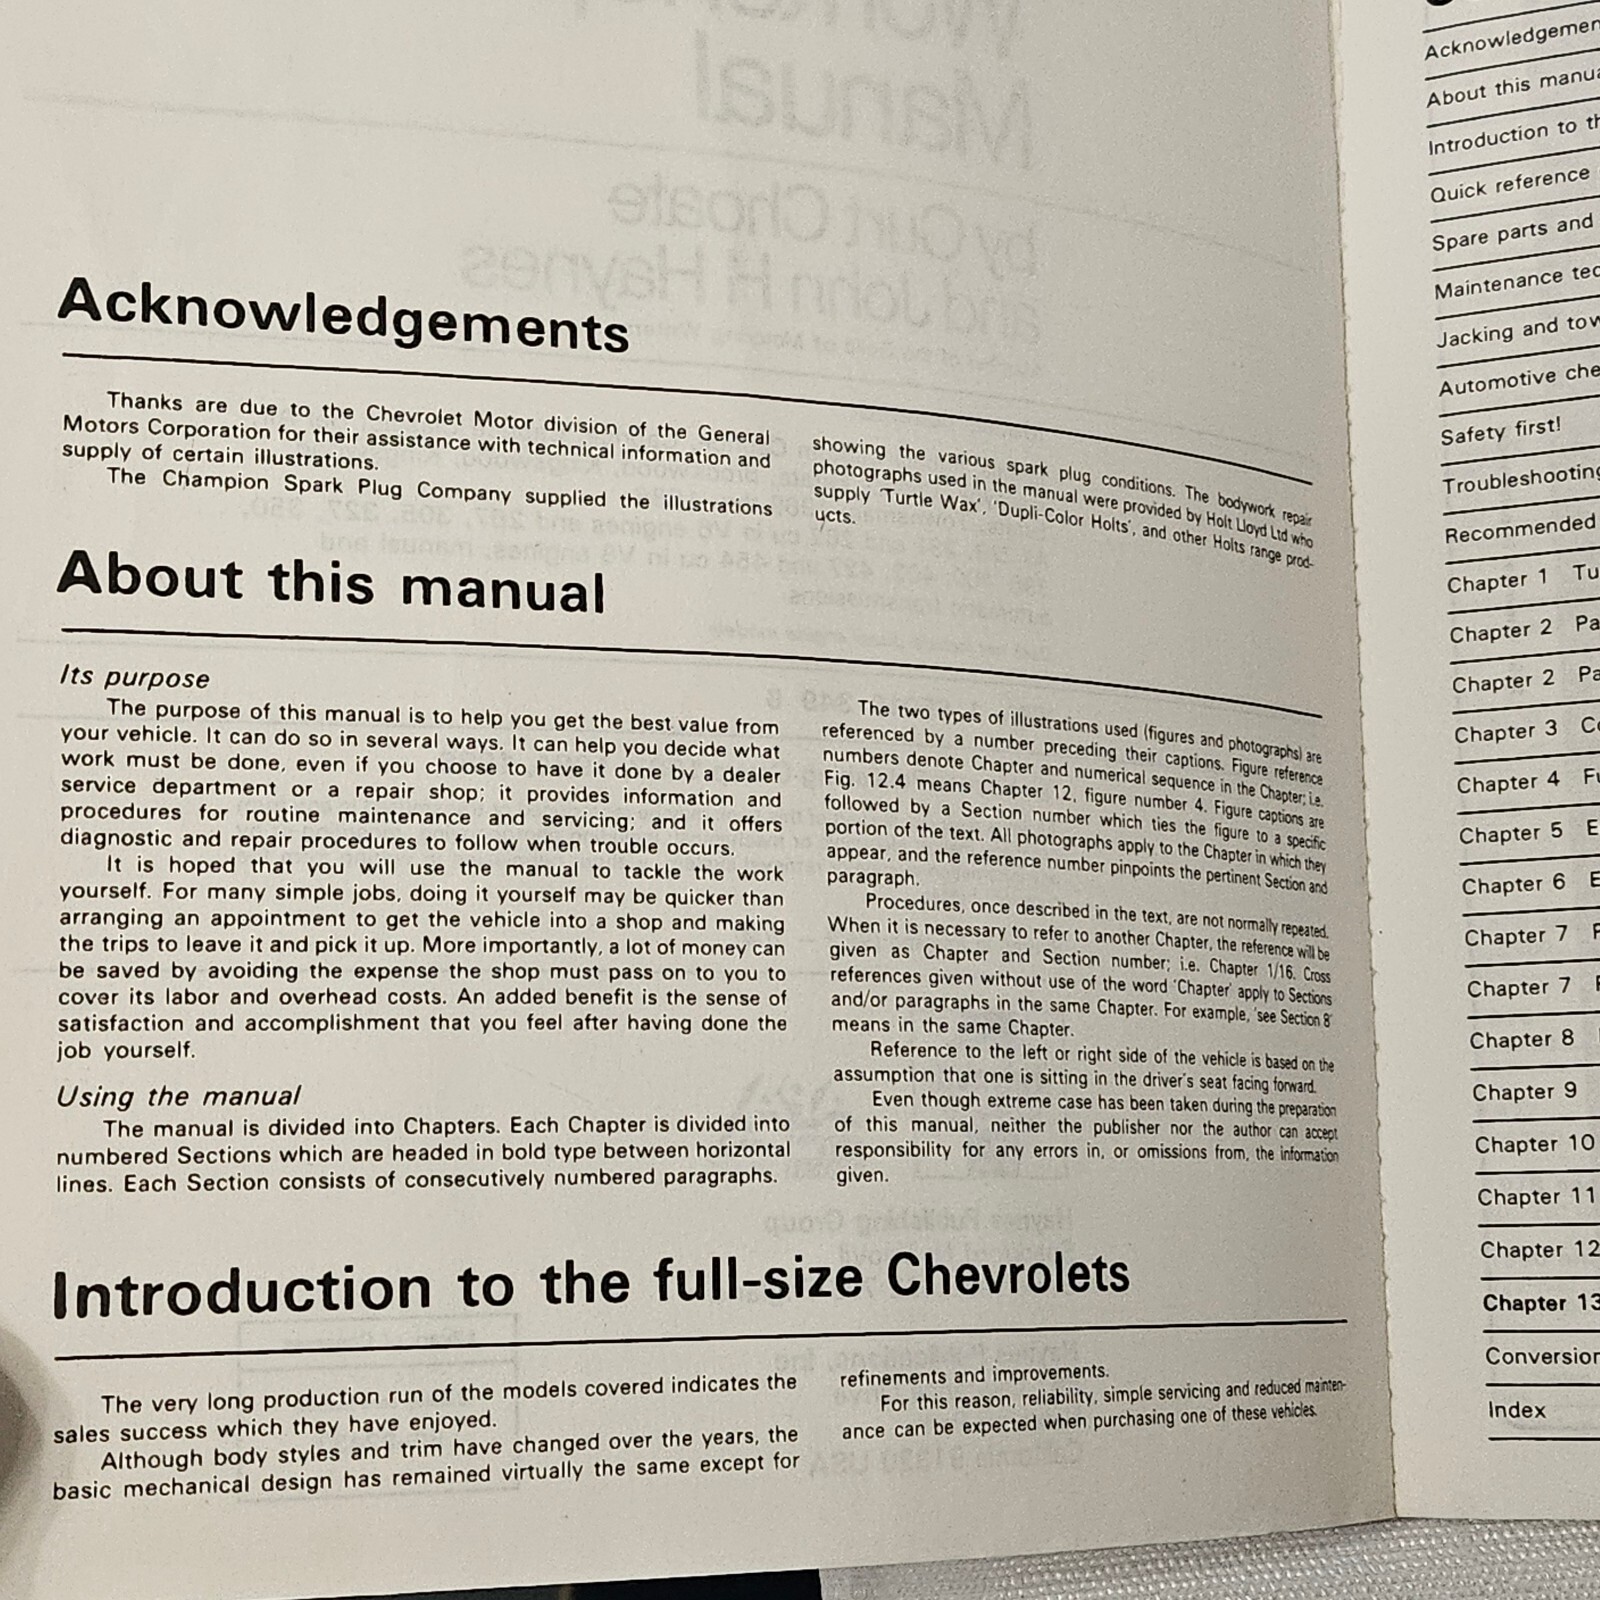 Acknowledgements
Thanks are due to the Chevrolet Motor division of the General
Motors Corporation for their assistance with technical information and
supply of certain illustrations.
The Champion Spark Plug Company supplied the illustrations
showing the various spark plug conditions. The bodywork repair
photographs used in the manual were provided by Holt Lloyd Ltd who
supply 'Turtle Wax', 'Dupli-Color Holts', and other Holts range prod-
ucts.
About this manual
Its purpose
The purpose of this manual is to help you get the best value from
your vehicle. It can do so in several ways. It can help you decide what
work must be done, even if you choose to have it done by a dealer
service department or a repair shop; it provides information and
procedures for routine maintenance and servicing; and it offers
diagnostic and repair procedures to follow when trouble occurs.
It is hoped that you will use the manual to tackle the work
yourself. For many simple jobs, doing it yourself may be quicker than
arranging an appointment to get the vehicle into a shop and making
the trips to leave it and pick it up. More importantly, a lot of money can
be saved by avoiding the expense the shop must pass on to you to
cover its labor and overhead costs. An added benefit is the sense of
satisfaction and accomplishment that you feel after having done the
job yourself.
Using the manual
The manual is divided into Chapters. Each Chapter is divided into
numbered Sections which are headed in bold type between horizontal
lines. Each Section consists of consecutively numbered paragraphs.
The two types of illustrations used (figures and photographs) are
referenced by a number preceding their captions. Figure reference
numbers denote Chapter and numerical sequence in the Chapter; i.e.
Fig. 12.4 means Chapter 12, figure number 4. Figure captions are
followed by a Section number which ties the figure to a specific
portion of the text. All photographs apply to the Chapter in which they
appear, and the reference number pinpoints the pertinent Section and
paragraph.
Procedures, once described in the text, are not normally repeated.
When it is necessary to refer to another Chapter, the reference will be
given as Chapter and Section number; i.e. Chapter 1/16. Cross
references given without use of the word 'Chapter' apply to Sections
and/or paragraphs in the same Chapter. For example, 'see Section 8'
means in the same Chapter.
Reference to the left or right side of the vehicle is based on the
assumption that one is sitting in the driver's seat facing forward.
Even though extreme case has been taken during the preparation
of this manual, neither the publisher nor the author can accept
responsibility for any errors in, or omissions from, the information
given.
Introduction to the full-size Chevrolets
The very long production run of the models covered indicates the
sales success which they have enjoyed.
Although body styles and trim have changed over the years, the
basic mechanical design has remained virtually the same except for
refinements and improvements.
For this reason, reliability, simple servicing and reduced mainten-
ance can be expected when purchasing one of these vehicles.
Acknowledgemen
About this manua
Introduction to th
Quick reference
Spare parts and
Maintenance tec
Jacking and tow
Automotive che
Safety first!
Troubleshooting
Recommended
Chapter 1 Tu
Chapter 2 Pa
Chapter 2 Pa
Chapter 3 Co
Chapter 4 Fu
Chapter 5 E
Chapter 6 E
Chapter 7 F
Chapter 7
Chapter 8
Chapter 9
Chapter 10
Chapter 11
Chapter 12
Chapter 13
Conversion
Index